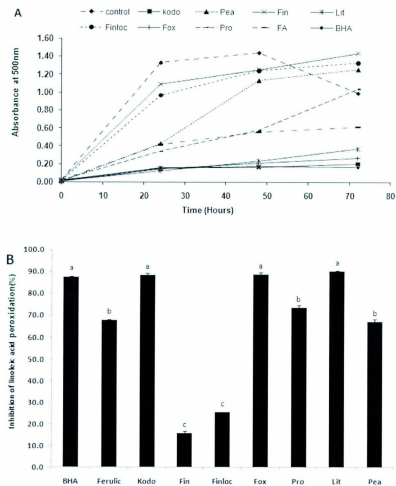 A
control kodo Pea Fin Lit
Finloc Fox Pro FA BHA
Absorbance at 500nm
1.60
1.40
1.20
1.00
0.80
0.60
0.40
0.20
0.00
0 10 20 30 40 50 60 70 80
Time (Hours)
B
Inhibition of linoleic acid peroxidation(%)
100.0
90.0
80.0
70.0
60.0
50.0
40.0
30.0
20.0
10.0
0.0
a b a c c a b a b
BHA Ferulic Kodo Fin Finloc Fox Pro Lit Pea